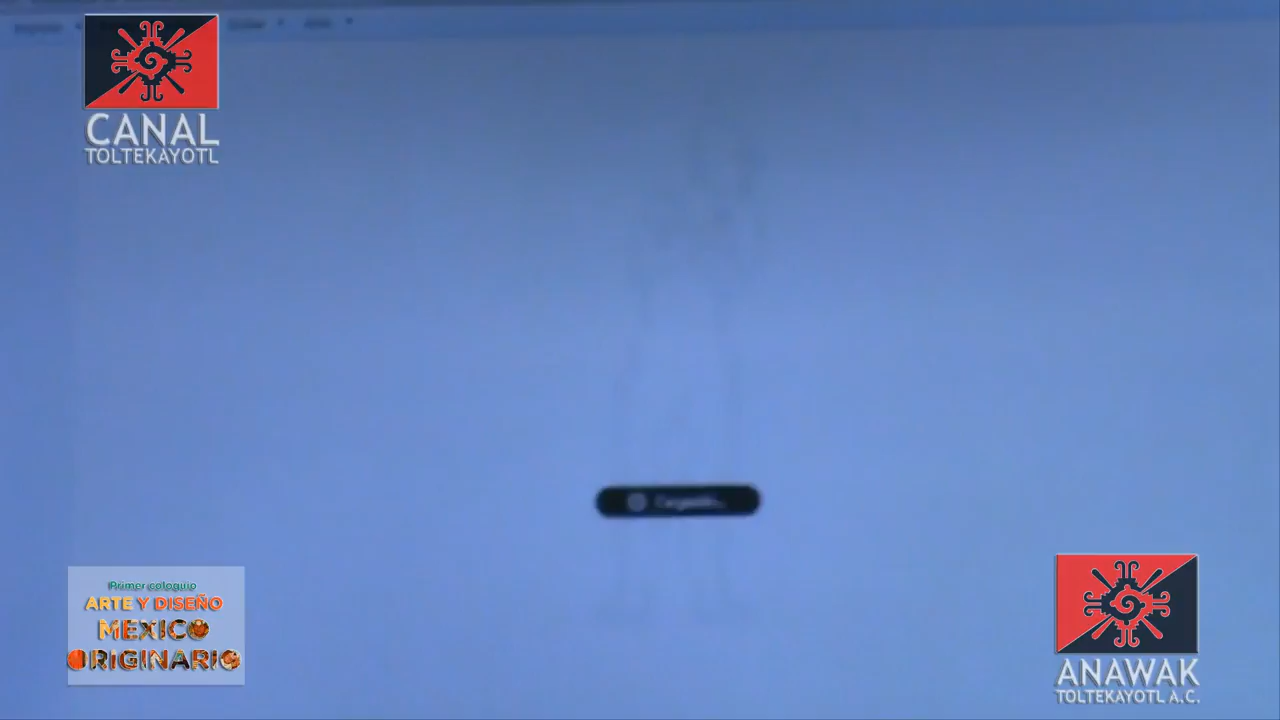 CANAL
TOLTEKAYOTL
Primer coloquio
ARTE Y DISEÑO
MEXICO
ORIGINARIO
ANAWAK
TOLTEKAYOTL A.C.